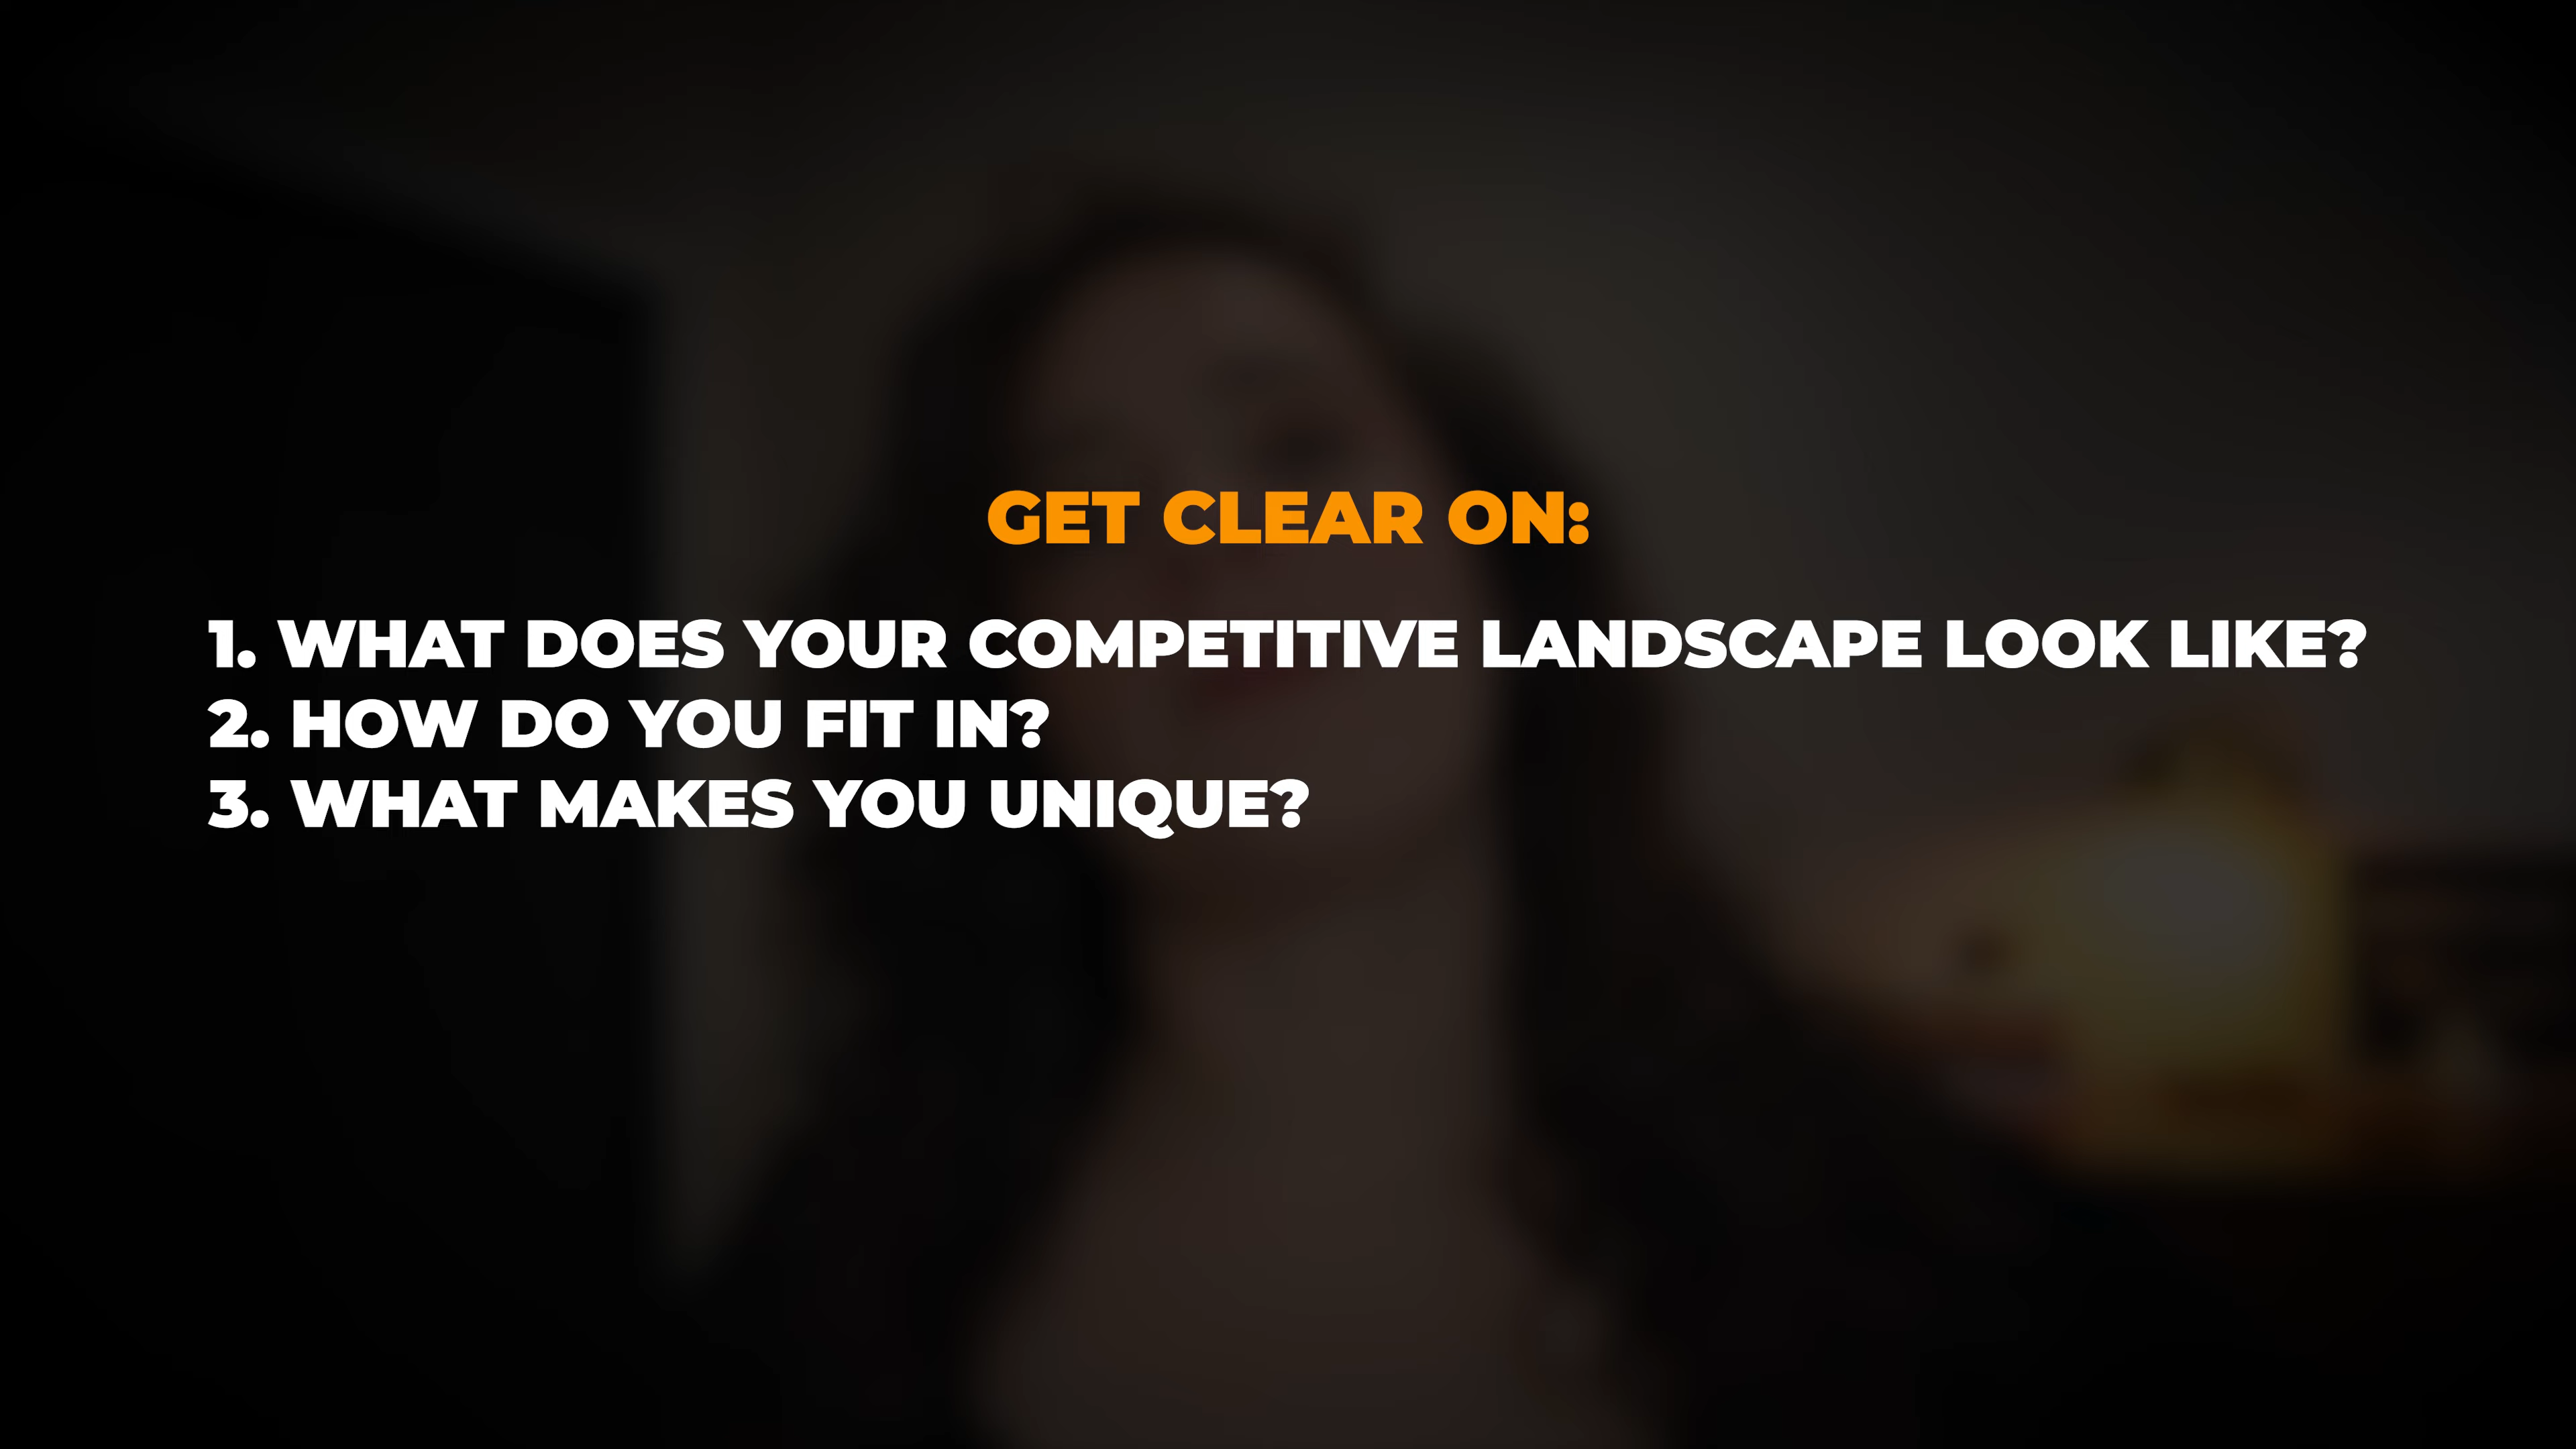 GET CLEAR ON:
1. WHAT DOES YOUR COMPETITIVE LANDSCAPE LOOK LIKE?
2. HOW DO YOU FIT IN?
3. WHAT MAKES YOU UNIQUE?